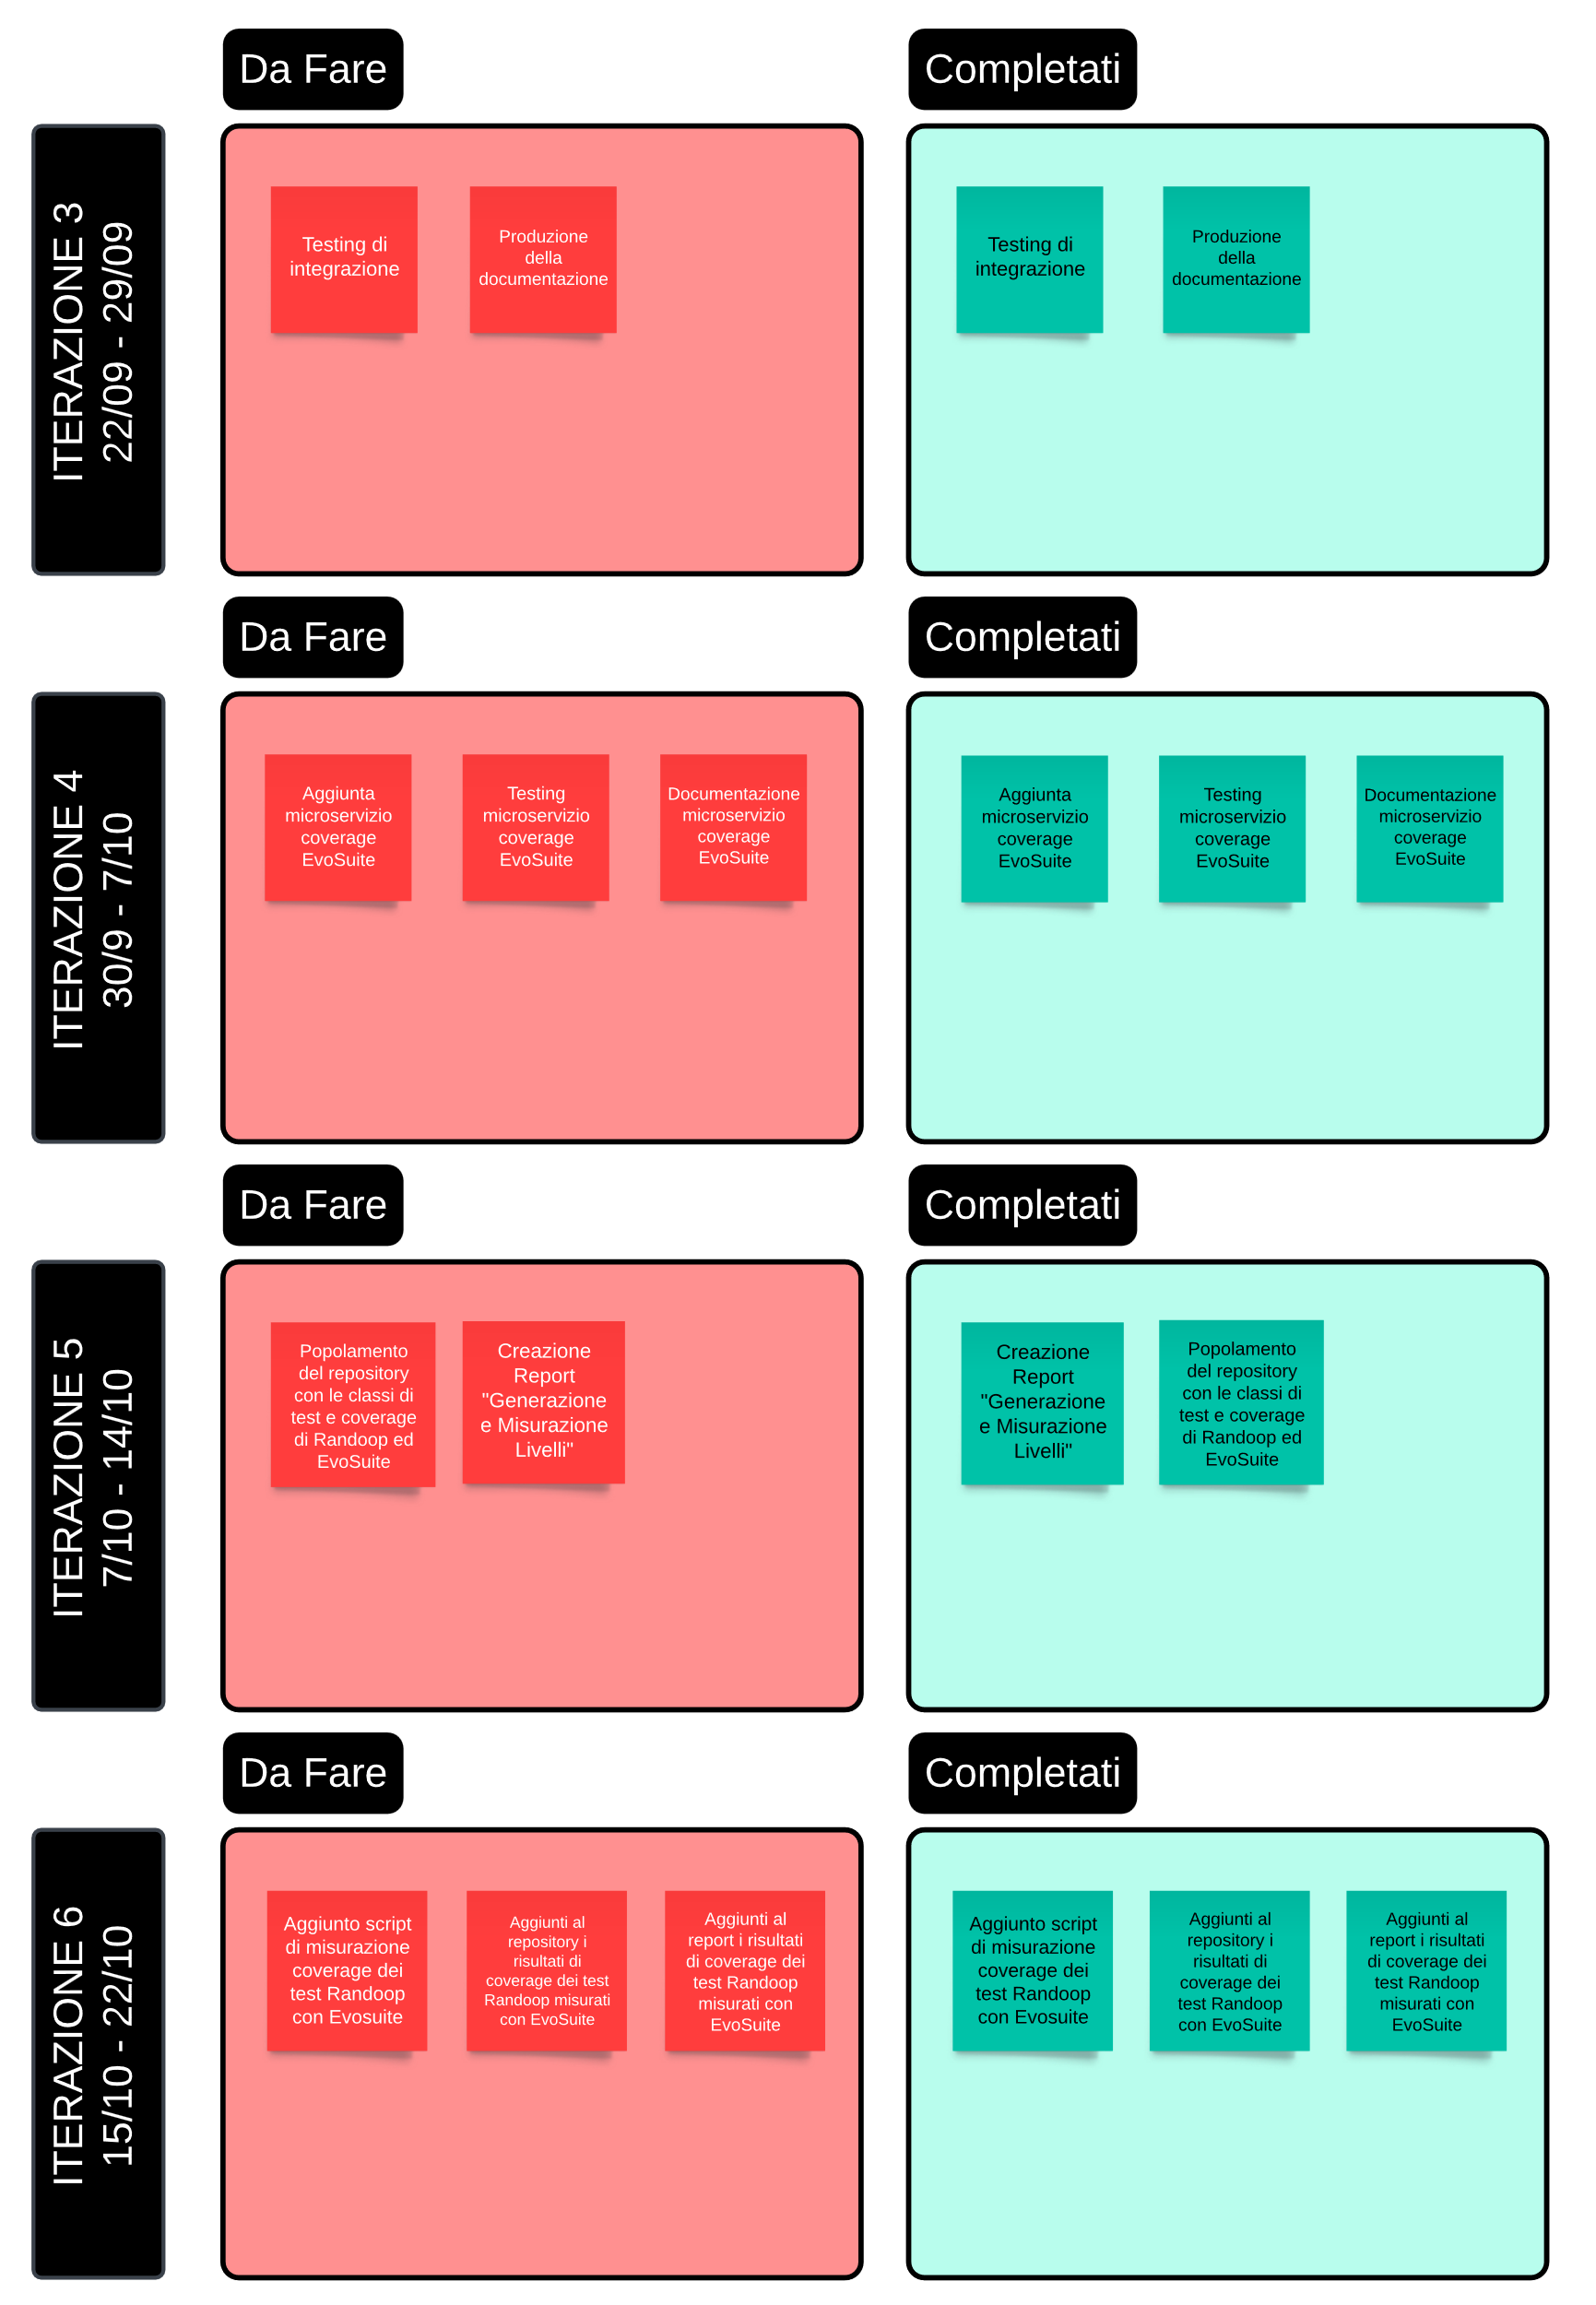 Da Fare
Completati
ITERAZIONE 3
22/09 - 29/09
Testing di
integrazione
Produzione
della
documentazione
Testing di
integrazione
Produzione
della
documentazione
Da Fare
Completati
ITERAZIONE 4
30/9 - 7/10
Aggiunta
microservizio
coverage
EvoSuite
Testing
microservizio
coverage
EvoSuite
Documentazione
microservizio
coverage
EvoSuite
Aggiunta
microservizio
coverage
EvoSuite
Testing
microservizio
coverage
EvoSuite
Documentazione
microservizio
coverage
EvoSuite
Da Fare
Completati
ITERAZIONE 5
7/10 - 14/10
Popolamento
del repository
con le classi di
test e coverage
di Randoop ed
EvoSuite
Creazione
Report
"Generazione
e Misurazione
Livelli"
Creazione
Report
"Generazione
e Misurazione
Livelli"
Popolamento
del repository
con le classi di
test e coverage
di Randoop ed
EvoSuite
Da Fare
Completati
ITERAZIONE 6
15/10 - 22/10
Aggiunto script
di misurazione
coverage dei
test Randoop
con Evosuite
Aggiunti al
repository i
risultati di
coverage dei test
Randoop misurati
con EvoSuite
Aggiunti al
report i risultati
di coverage dei
test Randoop
misurati con
EvoSuite
Aggiunto script
di misurazione
coverage dei
test Randoop
con Evosuite
Aggiunti al
repository i
risultati di
coverage dei
test Randoop
con EvoSuite
Aggiunti al
report i risultati
di coverage dei
test Randoop
misurati con
EvoSuite